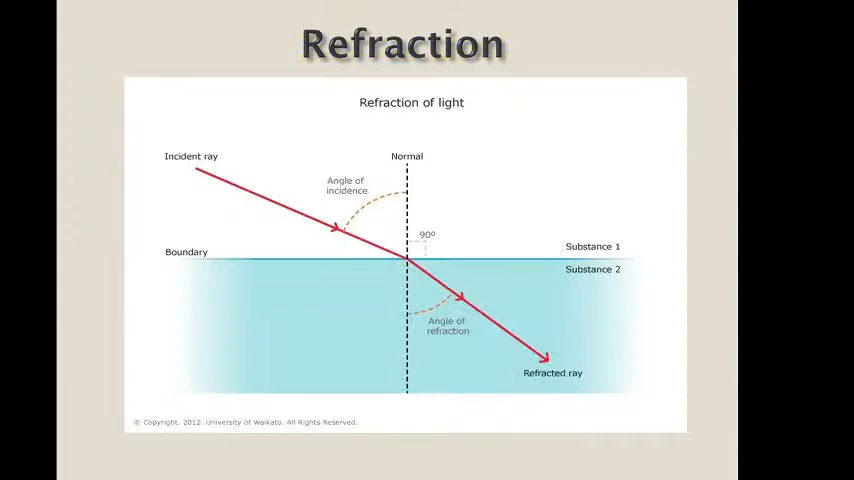 Refraction
Refraction of light
Incident ray
Normal
Angle of
incidence
90º
Boundary
Substance 1
Substance 2
Angle of
refraction
Refracted ray
© Copyright. 2012. University of Waikato. All Rights Reserved.